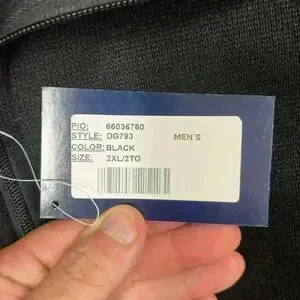 P/O: 66036760
STYLE: DG793 MEN'S
COLOR: BLACK
SIZE: 2XL/2TG